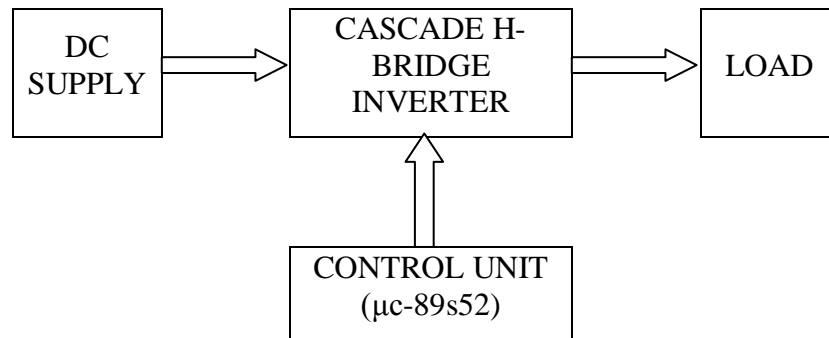 DC
SUPPLY
CASCADE H-
BRIDGE
INVERTER
LOAD
CONTROL UNIT
(µc-89s52)